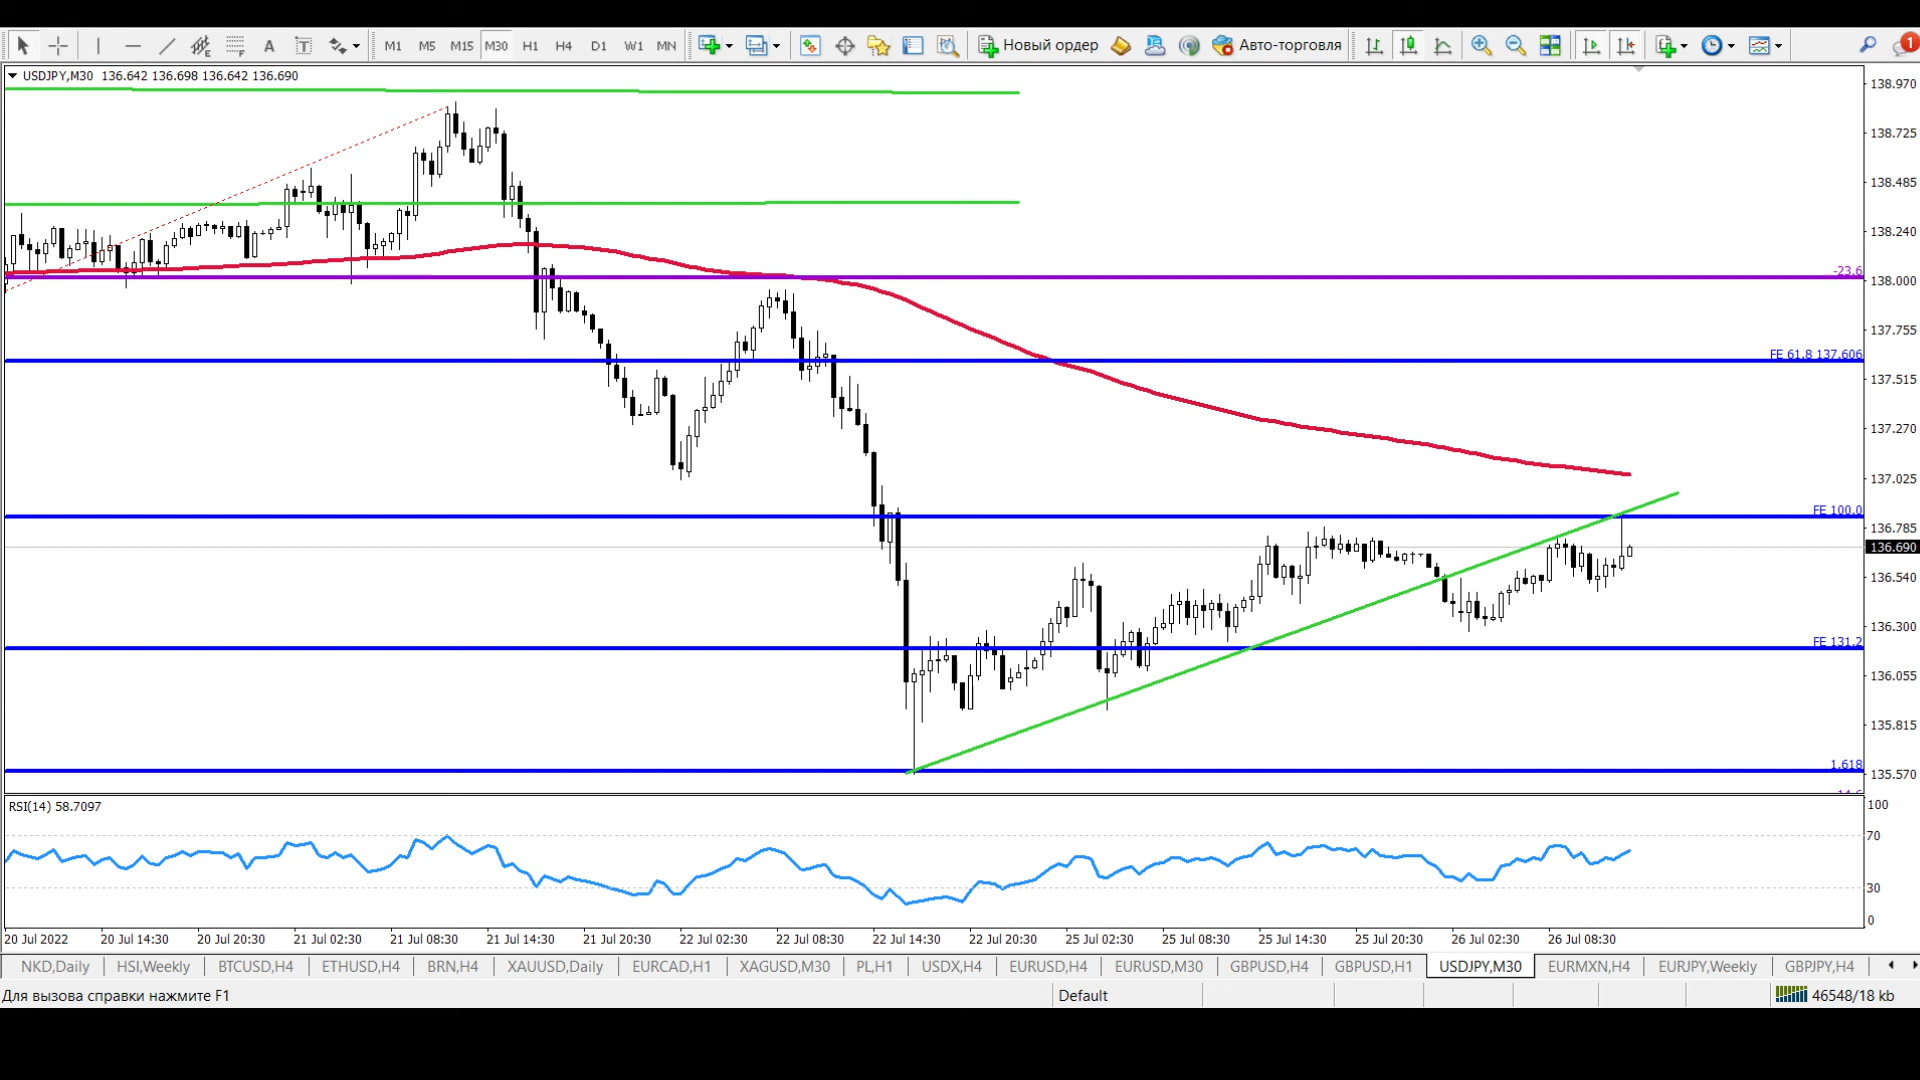 A T M1 M5 M15 M30 H1 H4 D1 W1 MN Новый ордер Авто-торговля 1
USDJPY,M30 136.642 136.698 136.642 136.690
138.970
138.725
138.485
138.240
-23.6
138.000
137.755
FE 61.8 137.606
137.515
137.270
137.025
FE 100.0
136.785
136.690
136.540
136.300
FE 131.2
136.055
135.815
1.618
135.570
RSI(14) 58.7097
100
70
30
0
20 Jul 2022 20 Jul 14:30 20 Jul 20:30 21 Jul 02:30 21 Jul 08:30 21 Jul 14:30 21 Jul 20:30 22 Jul 02:30 22 Jul 08:30 22 Jul 14:30 22 Jul 20:30 25 Jul 02:30 25 Jul 08:30 25 Jul 14:30 25 Jul 20:30 26 Jul 02:30 26 Jul 08:30
NKD,Daily HSI,Weekly BTCUSD,H4 ETHUSD,H4 BRN,H4 XAUUSD,Daily EURCAD,H1 XAGUSD,M30 PL,H1 USDX,H4 EURUSD,H4 EURUSD,M30 GBPUSD,H4 GBPUSD,H1 USDJPY,M30 EURMXN,H4 EURJPY,Weekly GBPJPY,H4
Для вызова справки нажмите F1 Default 46548/18 kb